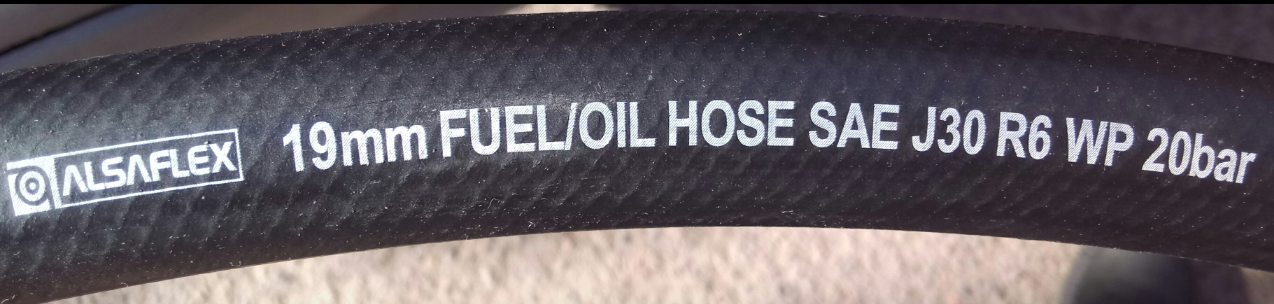 ALSAFLEX 19mm FUEL/OIL HOSE SAE J30 R6 WP 20bar